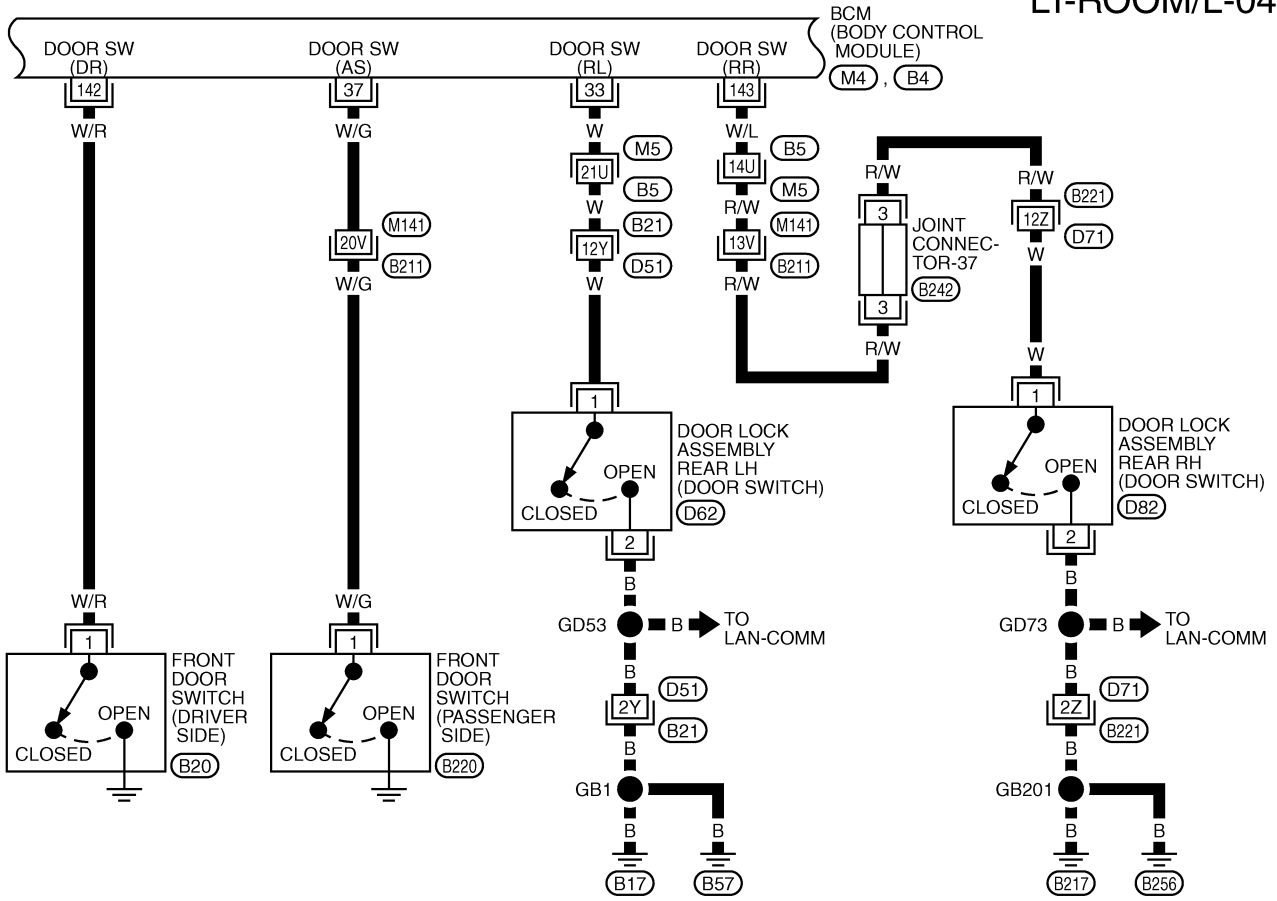 LT-ROOM/L-04
BCM
(BODY CONTROL
MODULE)
M4 , B4
DOOR SW
(DR)
DOOR SW
(AS)
DOOR SW
(RL)
DOOR SW
(RR)
142
37
33
143
W/R
W/G
W
W/L
M5
B5
21U
14U
B5
M5
W
R/W
M141
B21
M141
20V
12Y
13V
B211
D51
B211
W/G
W
R/W
R/W
R/W
B221
3
12Z
JOINT
CONNEC-
TOR-37
D71
W
B242
3
R/W
W
1
1
DOOR LOCK
ASSEMBLY
REAR LH
(DOOR SWITCH)
D62
OPEN
CLOSED
2
DOOR LOCK
ASSEMBLY
REAR RH
(DOOR SWITCH)
D82
OPEN
CLOSED
2
B
B
W/R
W/G
GD53
B
TO
LAN-COMM
GD73
B
TO
LAN-COMM
1
1
FRONT
DOOR
SWITCH
(DRIVER
SIDE)
B20
OPEN
CLOSED
FRONT
DOOR
SWITCH
(PASSENGER
SIDE)
B220
OPEN
CLOSED
B
B
D51
D71
2Y
2Z
B21
B221
B
B
GB1
GB201
B
B
B
B
B17
B57
B217
B256